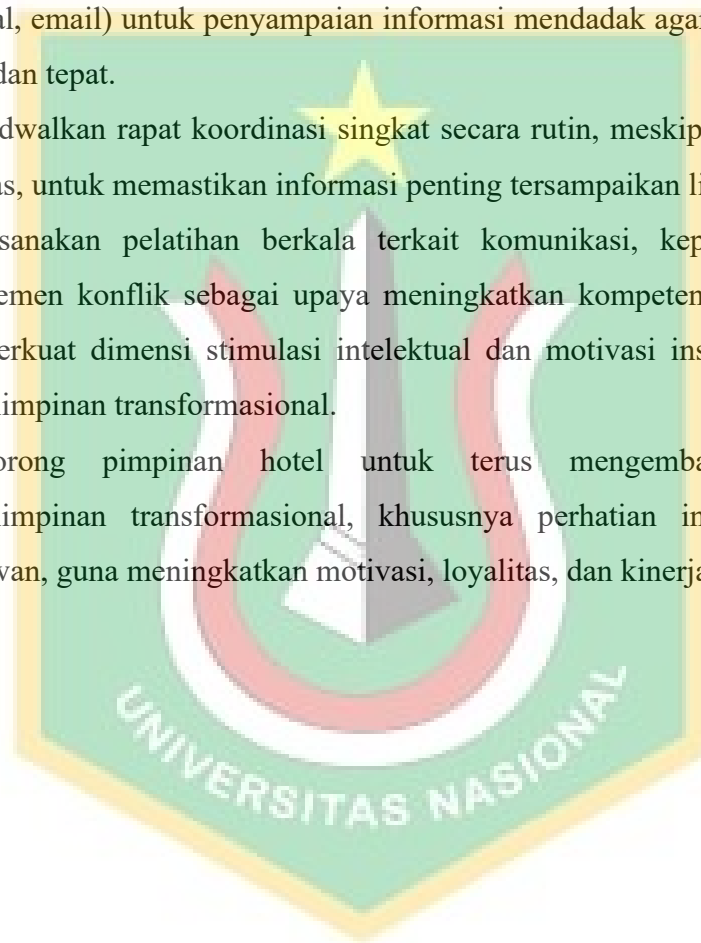 al, email) untuk penyampaian informasi mendadak agar
dan tepat.
dwalkan rapat koordinasi singkat secara rutin, meskip
as, untuk memastikan informasi penting tersampaikan li
sanakan pelatihan berkala terkait komunikasi, kep
emen konflik sebagai upaya meningkatkan kompeten
erkuat dimensi stimulasi intelektual dan motivasi ins
impinan transformasional.
orong pimpinan hotel untuk terus mengemba
impinan transformasional, khususnya perhatian in
wan, guna meningkatkan motivasi, loyalitas, dan kinerja
UNIVERSITAS NASIONAL